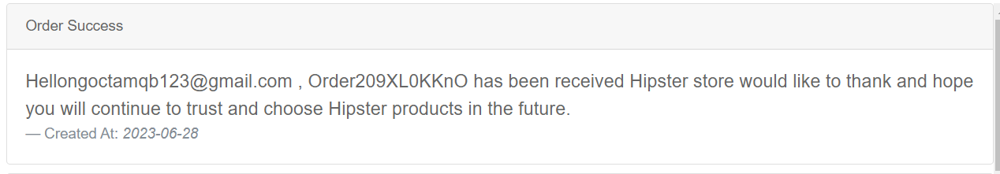 Order Success
Hellongoctamqb123@gmail.com , Order209XL0KKnO has been received Hipster store would like to thank and hope
you will continue to trust and choose Hipster products in the future.
— Created At: 2023-06-28